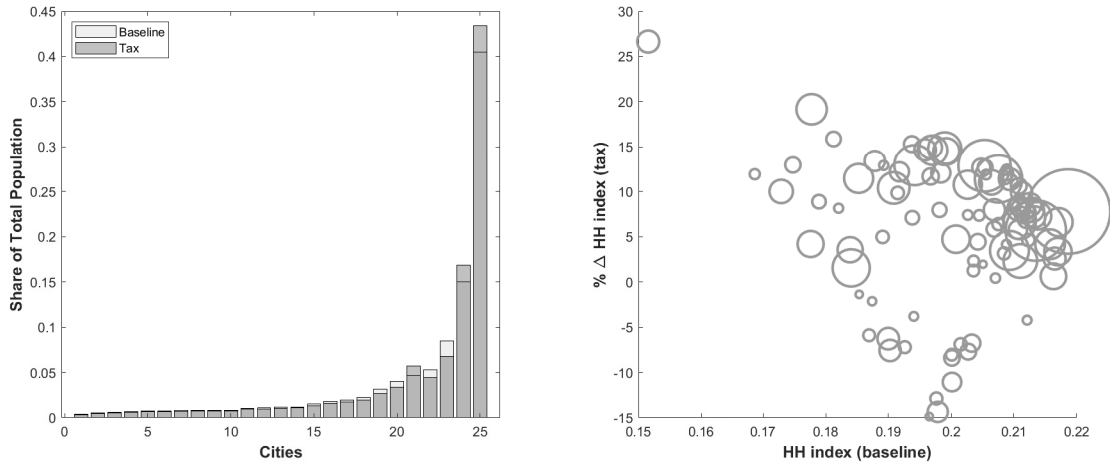 0.45
0.4
0.35
0.3
0.25
0.2
0.15
0.1
0.05
0
Share of Total Population
Baseline
Tax
0 5 10 15 20 25
Cities
30
25
20
15
10
5
0
-5
-10
-15
% Δ HH index (tax)
0.15 0.16 0.17 0.18 0.19 0.2 0.21 0.22
HH index (baseline)